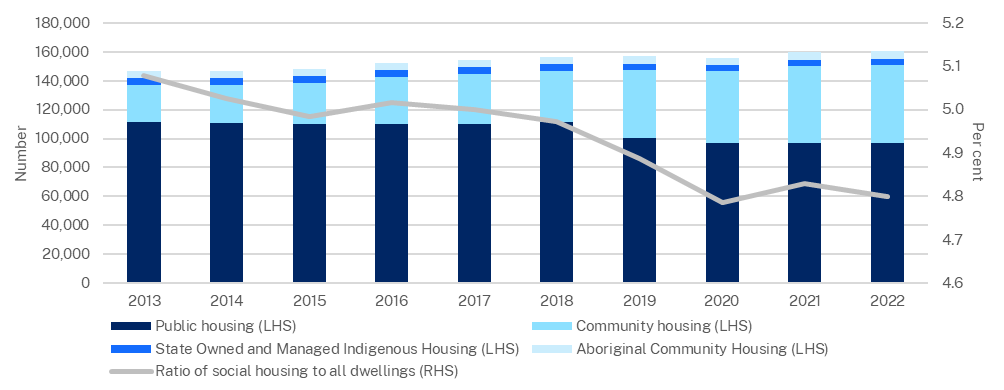 180,000
160,000
140,000
120,000
100,000
80,000
60,000
40,000
20,000
0
Number
5.2
5.1
5.0
4.9
4.8
4.7
4.6
Per cent
2013 2014 2015 2016 2017 2018 2019 2020 2021 2022
Public housing (LHS) Community housing (LHS)
State Owned and Managed Indigenous Housing (LHS) Aboriginal Community Housing (LHS)
Ratio of social housing to all dwellings (RHS)